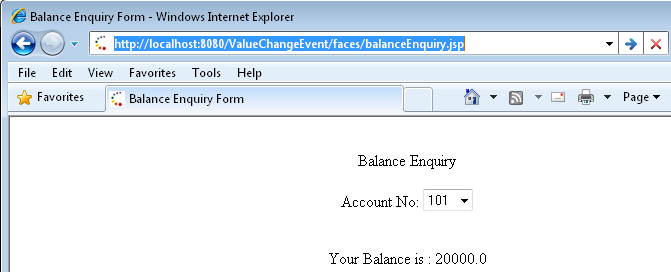 Balance Enquiry Form - Windows Internet Explorer
http://localhost:8080/ValueChangeEvent/faces/balanceEnquiry.jsp
File Edit View Favorites Tools Help
Favorites Balance Enquiry Form Page
Balance Enquiry
Account No: 101
Your Balance is : 20000.0